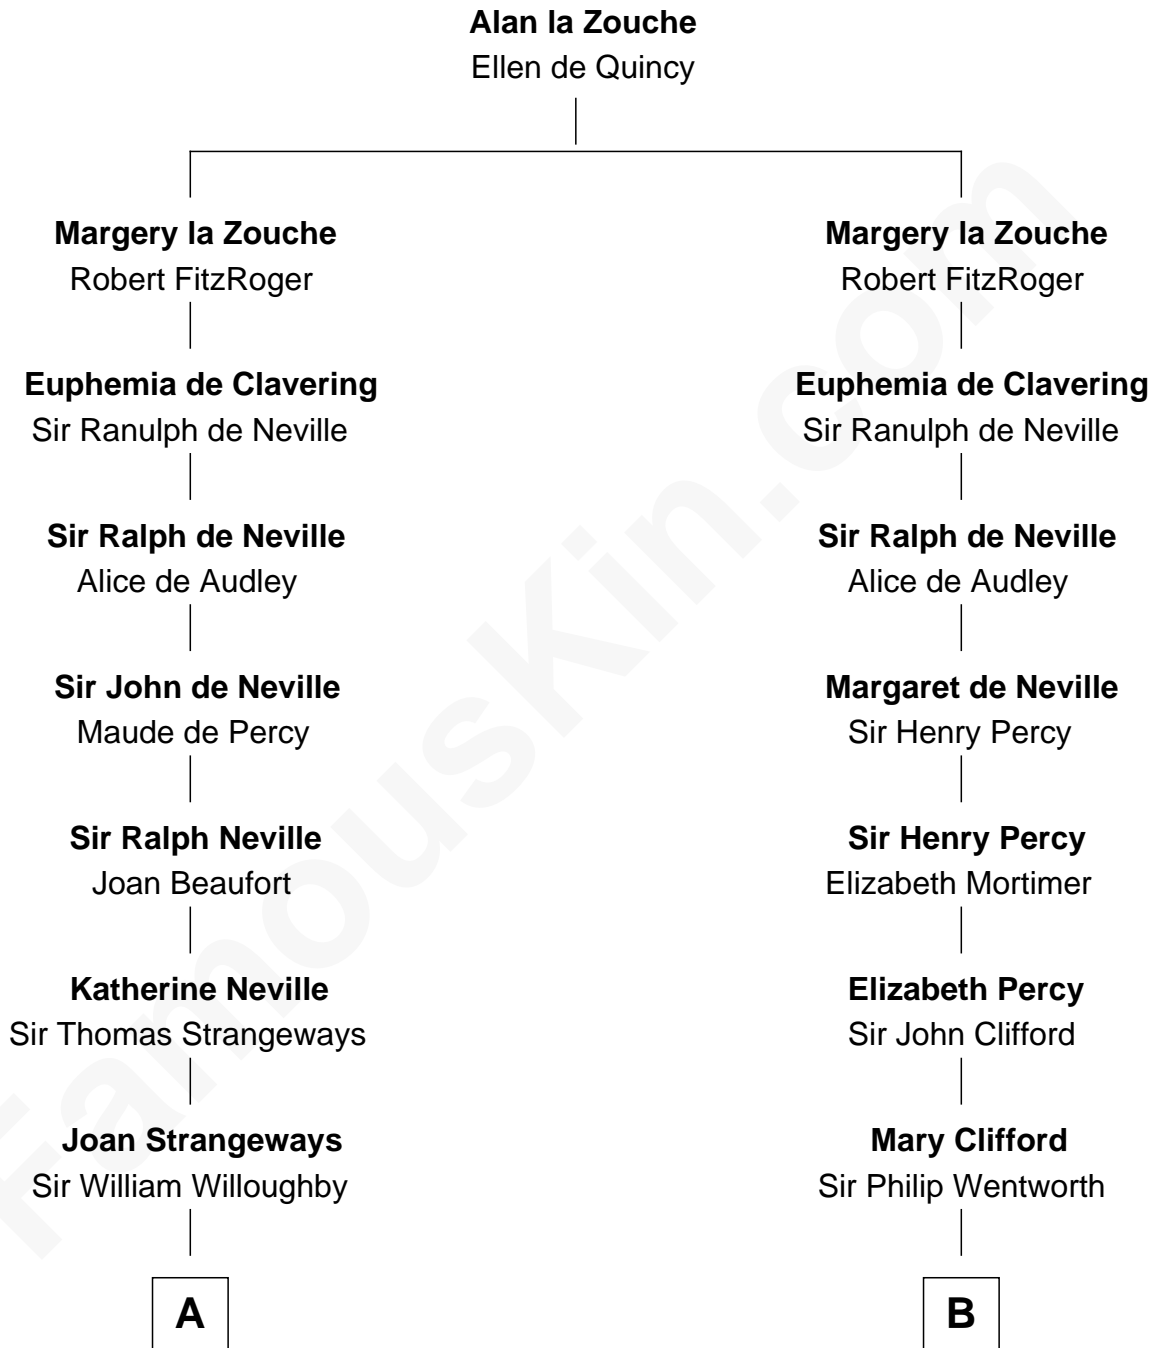 Alan la Zouche
Ellen de Quincy
Margery la Zouche
Robert FitzRoger
Euphemia de Clavering
Sir Ranulph de Neville
Sir Ralph de Neville
Alice de Audley
Sir John de Neville
Maude de Percy
Sir Ralph Neville
Joan Beaufort
Katherine Neville
Sir Thomas Strangeways
Joan Strangeways
Sir William Willoughby
A
Margery la Zouche
Robert FitzRoger
Euphemia de Clavering
Sir Ranulph de Neville
Sir Ralph de Neville
Alice de Audley
Margaret de Neville
Sir Henry Percy
Sir Henry Percy
Elizabeth Mortimer
Elizabeth Percy
Sir John Clifford
Mary Clifford
Sir Philip Wentworth
B
FamousKin.com